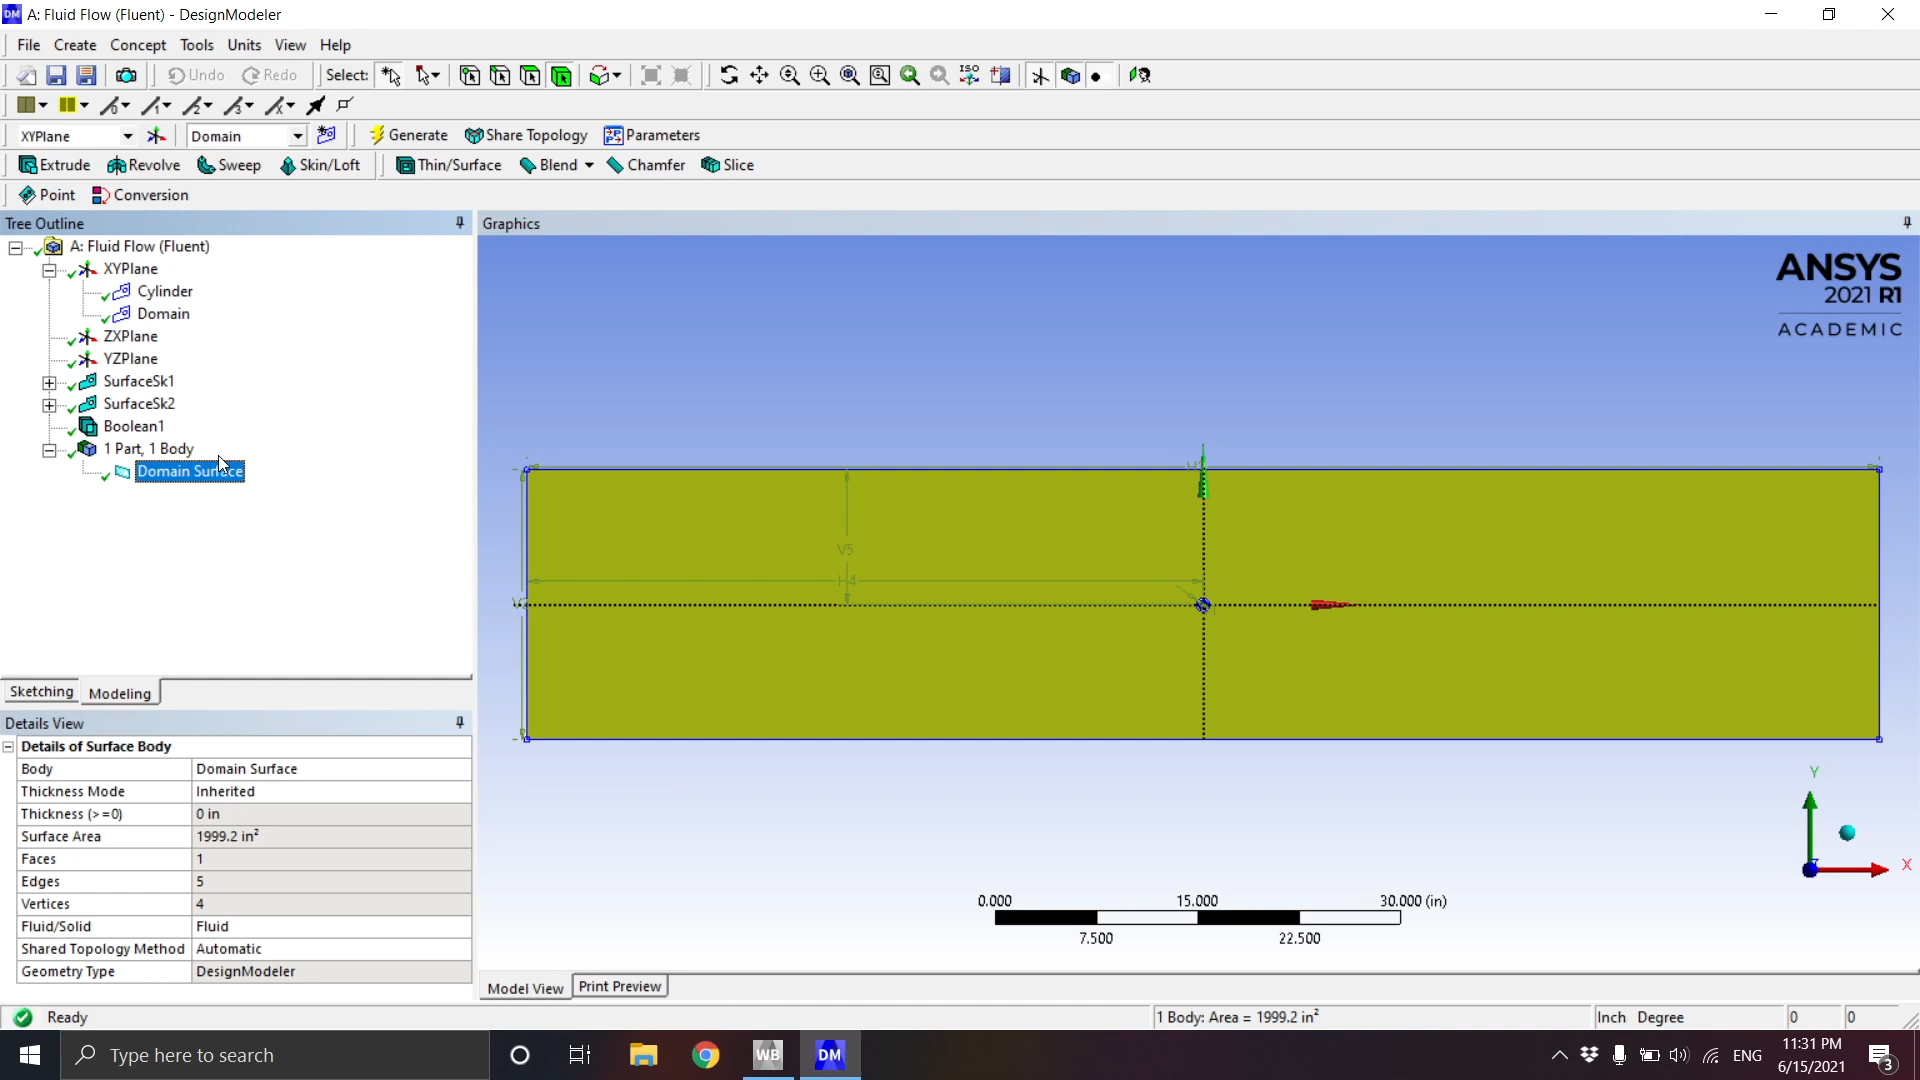 A: Fluid Flow (Fluent) - DesignModeler
File Create Concept Tools Units View Help
Undo Redo Select:
XYPlane Domain Generate Share Topology Parameters
Extrude Revolve Sweep Skin/Loft Thin/Surface Blend Chamfer Slice
Point Conversion
Tree Outline
A: Fluid Flow (Fluent)
XYPlane
Cylinder
Domain
ZXPlane
YZPlane
SurfaceSk1
SurfaceSk2
Boolean1
1 Part, 1 Body
Domain Surface
Sketching Modeling
Details View
Details of Surface Body
Body Domain Surface
Thickness Mode Inherited
Thickness (>=0) 0 in
Surface Area 1999.2 in²
Faces 1
Edges 5
Vertices 4
Fluid/Solid Fluid
Shared Topology Method Automatic
Geometry Type DesignModeler
Graphics
ANSYS
2021 R1
ACADEMIC
V5
H4
Y
X
0.000 15.000 30.000 (in)
7.500 22.500
Model View Print Preview
Ready 1 Body: Area = 1999.2 in² Inch Degree 0 0
Type here to search WB DM ENG 11:31 PM
6/15/2021 3